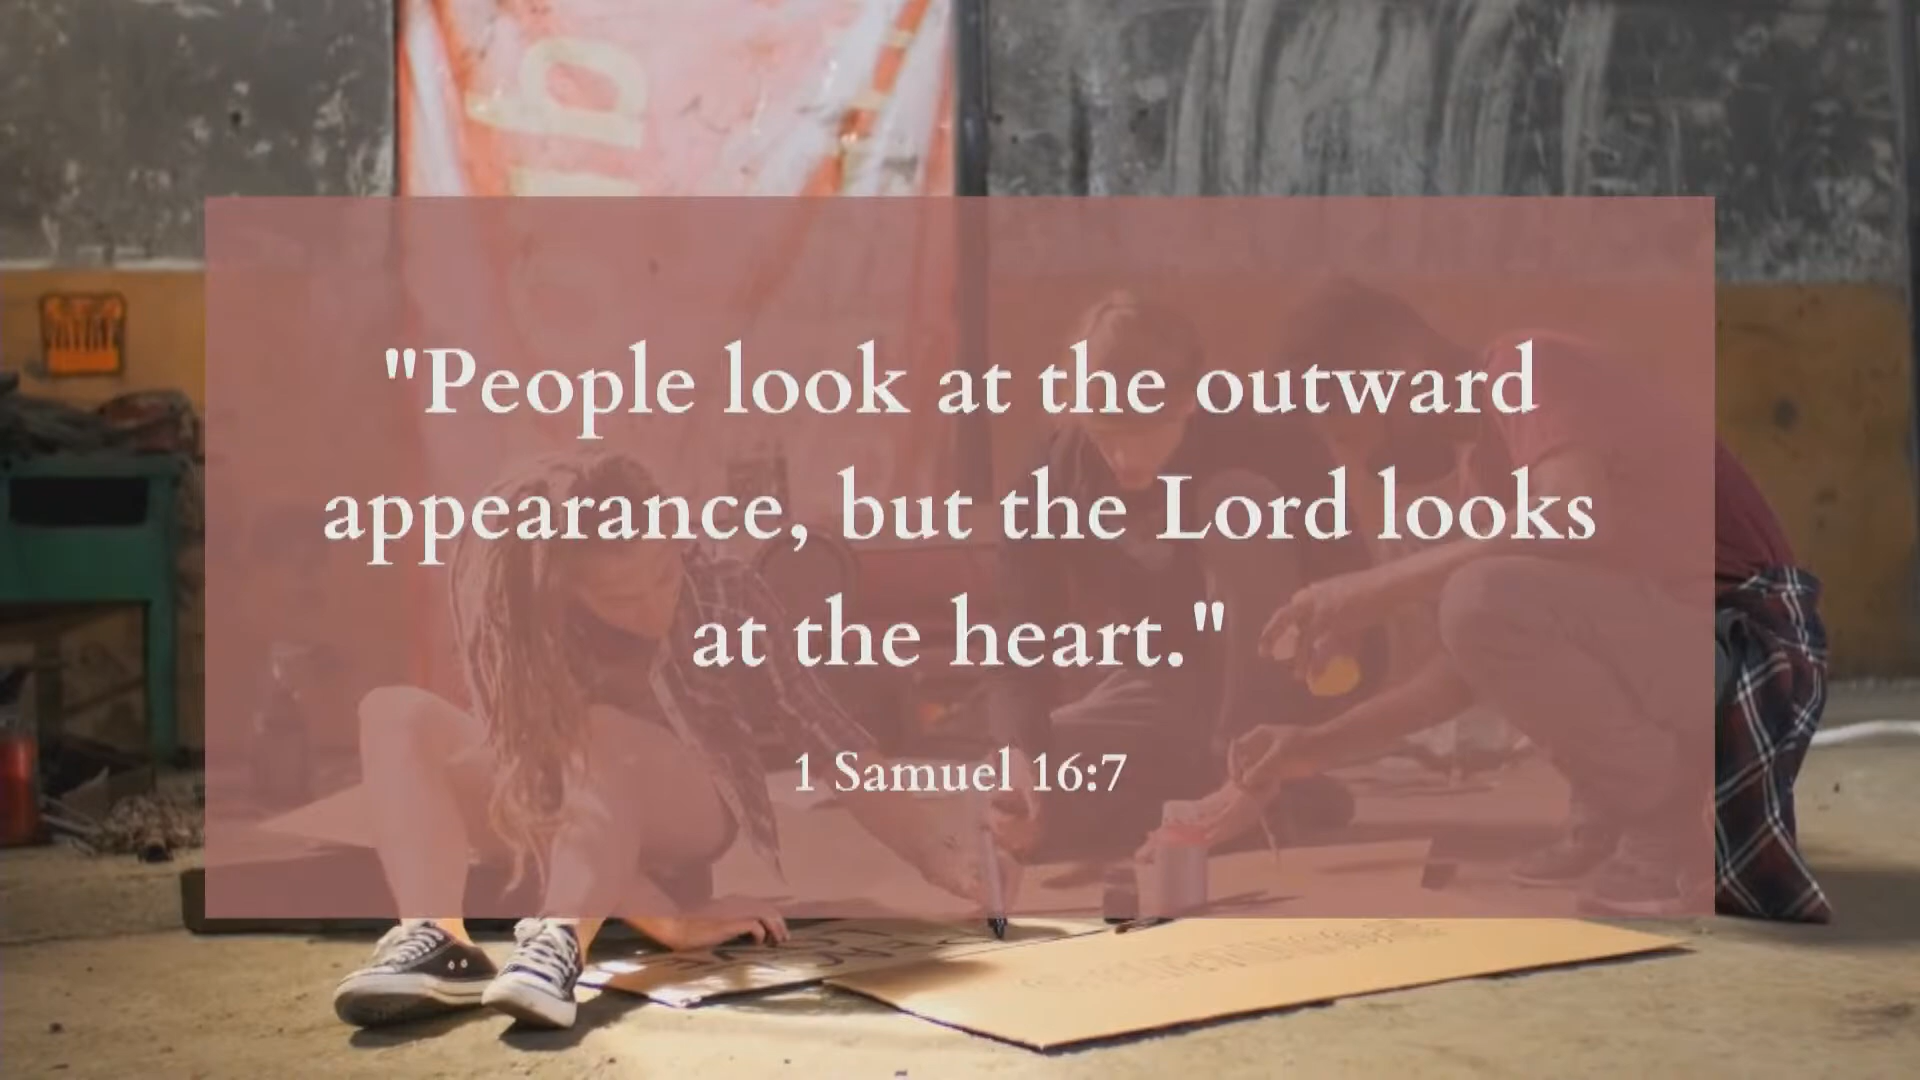 "People look at the outward
appearance, but the Lord looks
at the heart."
1 Samuel 16:7